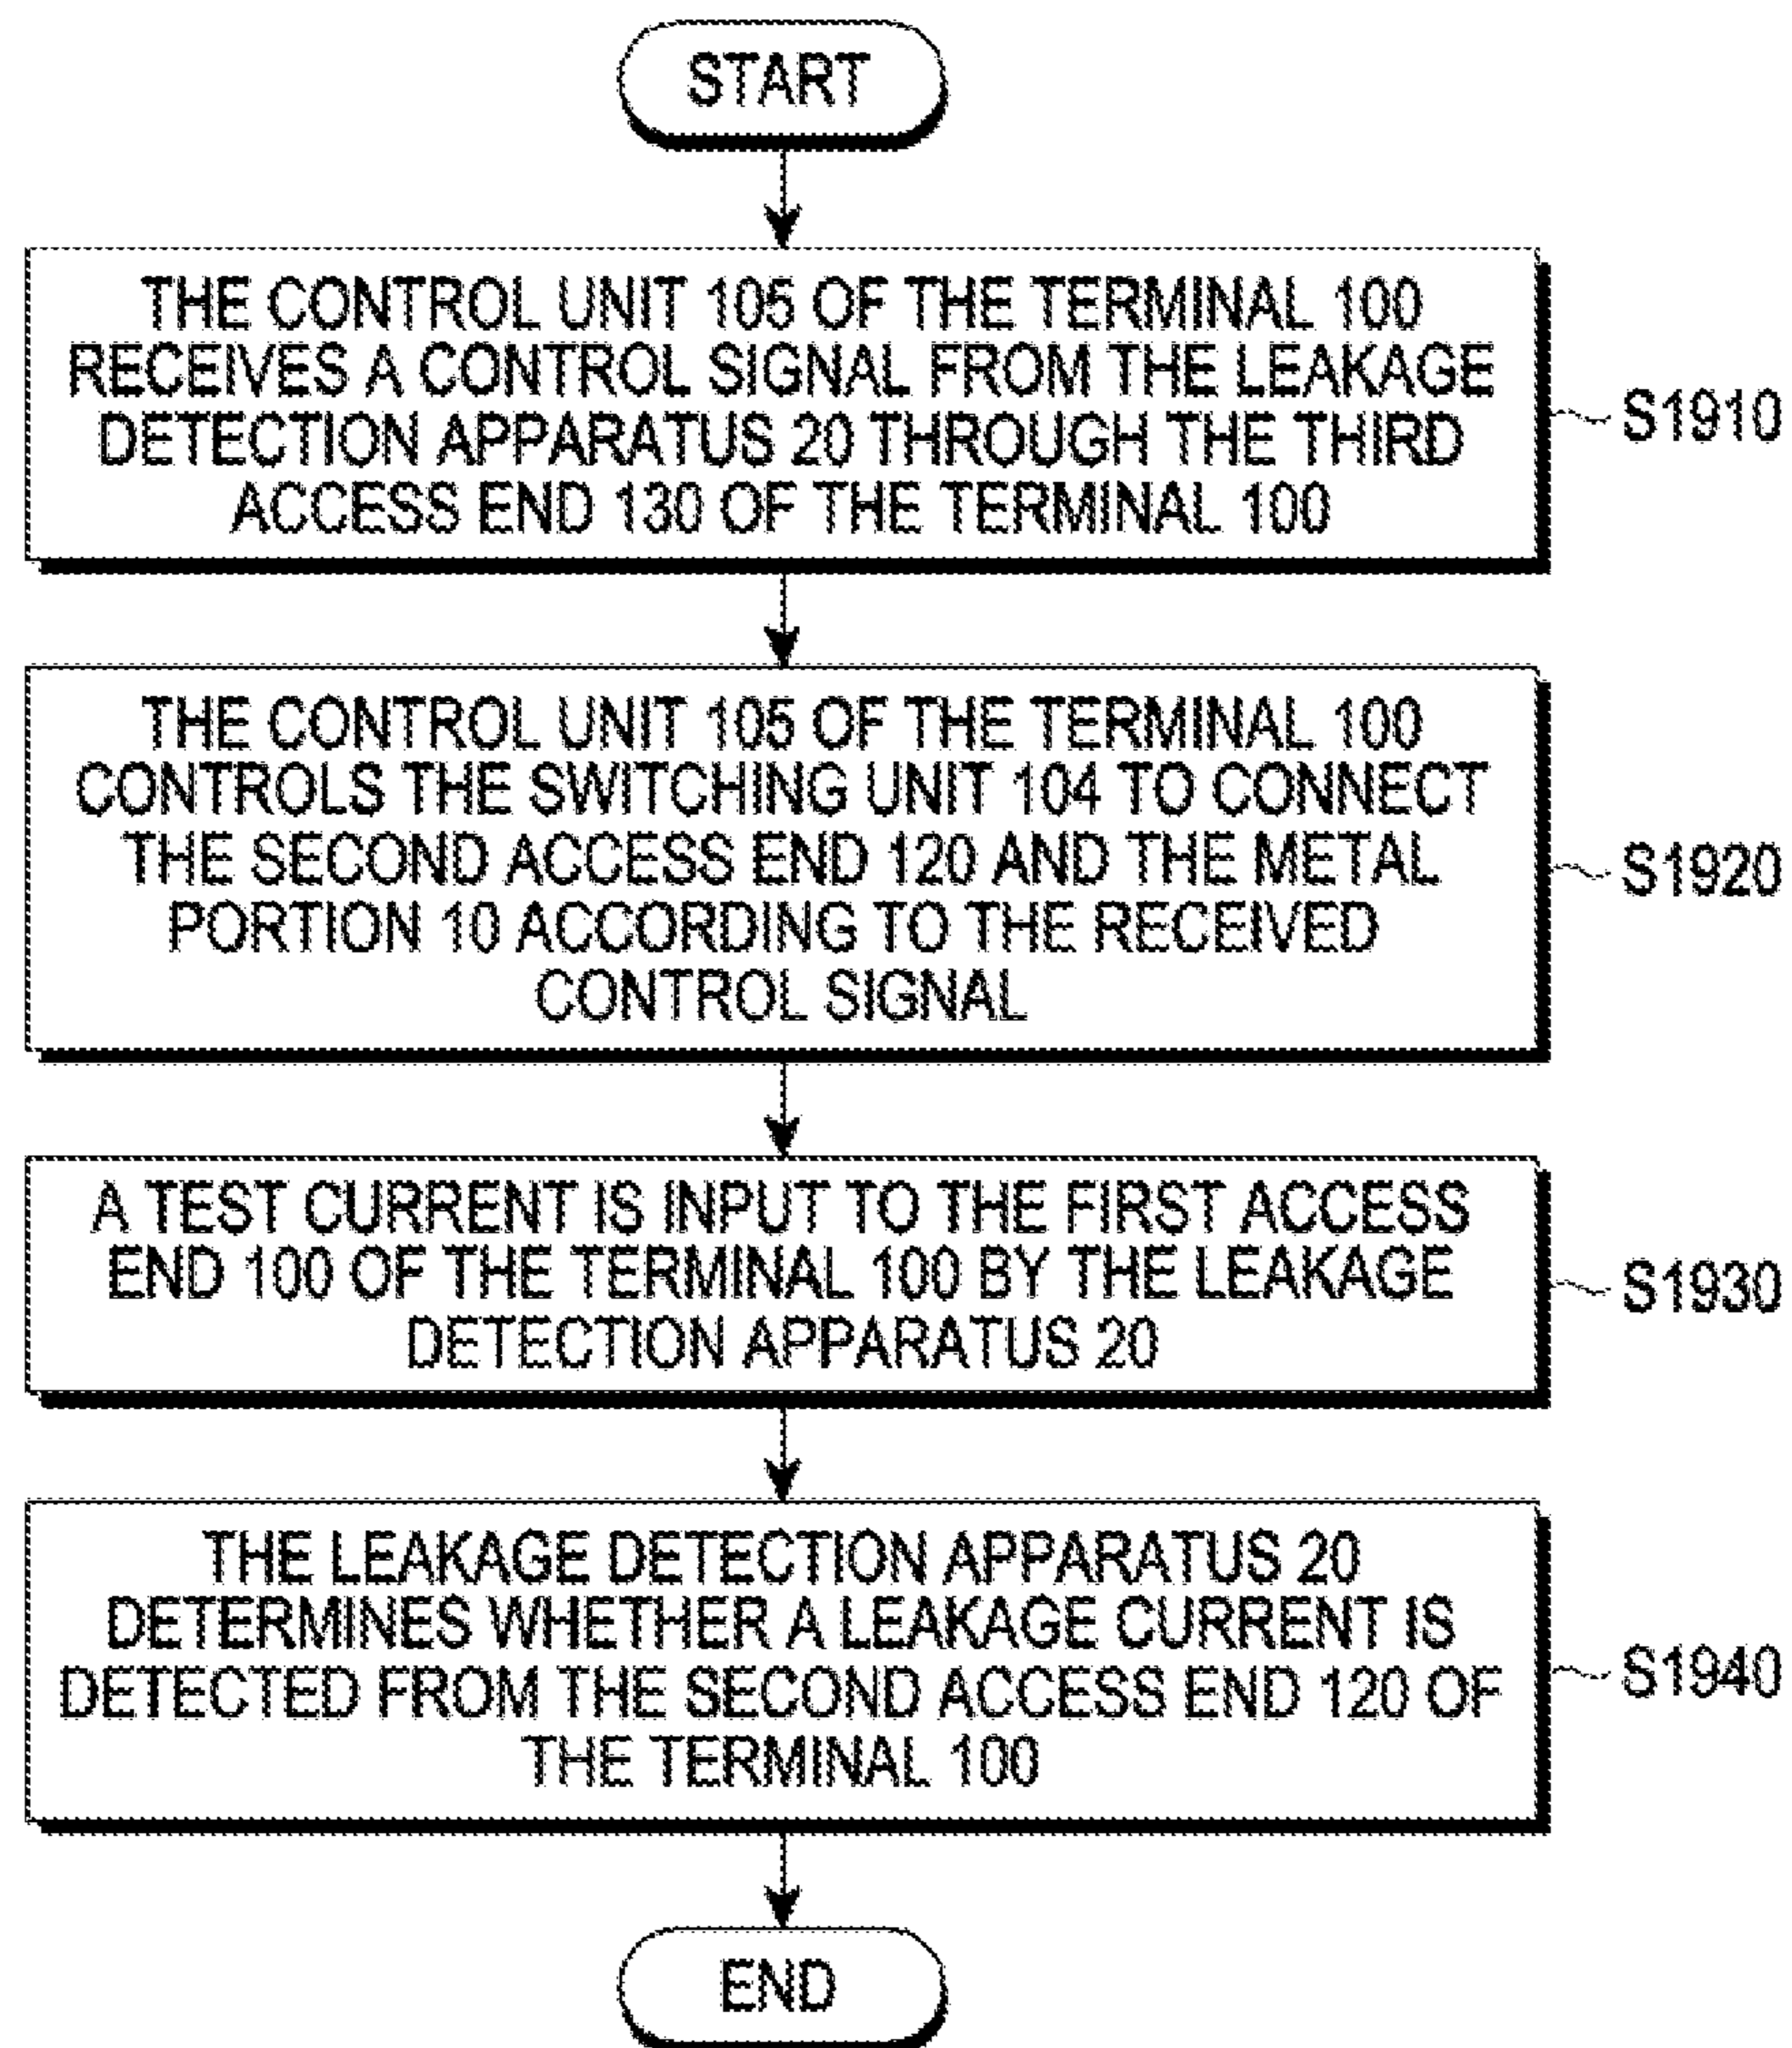 START
THE CONTROL UNIT 105 OF THE TERMINAL 100
RECEIVES A CONTROL SIGNAL FROM THE LEAKAGE
DETECTION APPARATUS 20 THROUGH THE THIRD
ACCESS END 130 OF THE TERMINAL 100
S1910
THE CONTROL UNIT 105 OF THE TERMINAL 100
CONTROLS THE SWITCHING UNIT 104 TO CONNECT
THE SECOND ACCESS END 120 AND THE METAL
PORTION 10 ACCORDING TO THE RECEIVED
CONTROL SIGNAL
S1920
A TEST CURRENT IS INPUT TO THE FIRST ACCESS
END 100 OF THE TERMINAL 100 BY THE LEAKAGE
DETECTION APPARATUS 20
S1930
THE LEAKAGE DETECTION APPARATUS 20
DETERMINES WHETHER A LEAKAGE CURRENT IS
DETECTED FROM THE SECOND ACCESS END 120 OF
THE TERMINAL 100
S1940
END